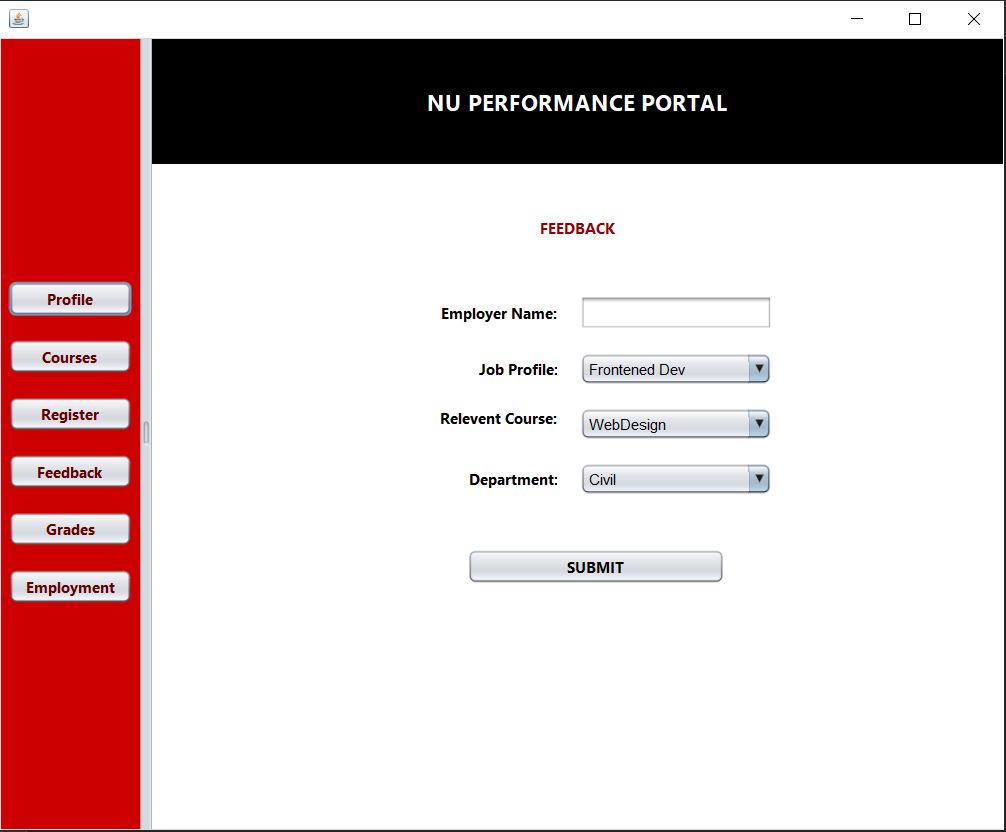 NU PERFORMANCE PORTAL
FEEDBACK
Profile
Courses
Register
Feedback
Grades
Employment
Employer Name:
Job Profile: Frontened Dev
Relevent Course: WebDesign
Department: Civil
SUBMIT